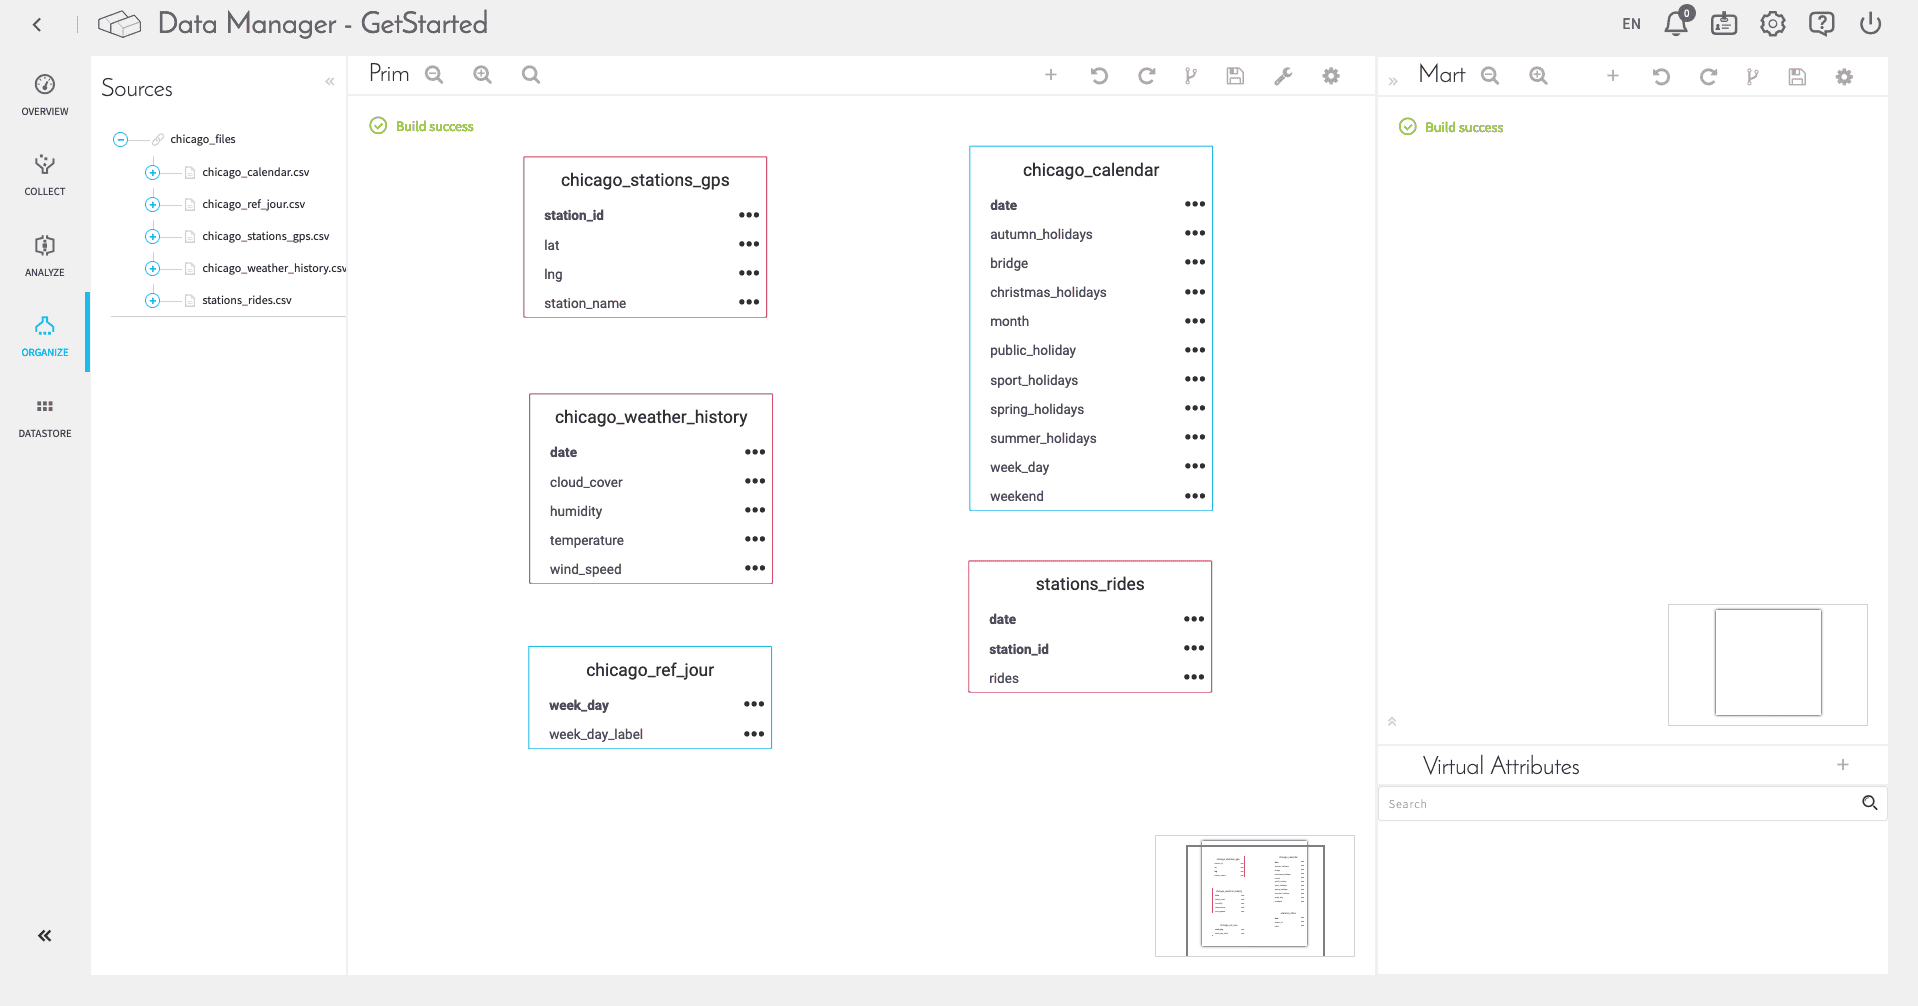 Data Manager - GetStarted
EN
0
OVERVIEW
COLLECT
ANALYZE
ORGANIZE
DATASTORE
Sources
chicago_files
chicago_calendar.csv
chicago_ref_jour.csv
chicago_stations_gps.csv
chicago_weather_history.csv
stations_rides.csv
Prim
Build success
chicago_stations_gps
station_id
lat
lng
station_name
chicago_weather_history
date
cloud_cover
humidity
temperature
wind_speed
chicago_ref_jour
week_day
week_day_label
chicago_calendar
date
autumn_holidays
bridge
christmas_holidays
month
public_holiday
sport_holidays
spring_holidays
summer_holidays
week_day
weekend
stations_rides
date
station_id
rides
Mart
Build success
Virtual Attributes
Search